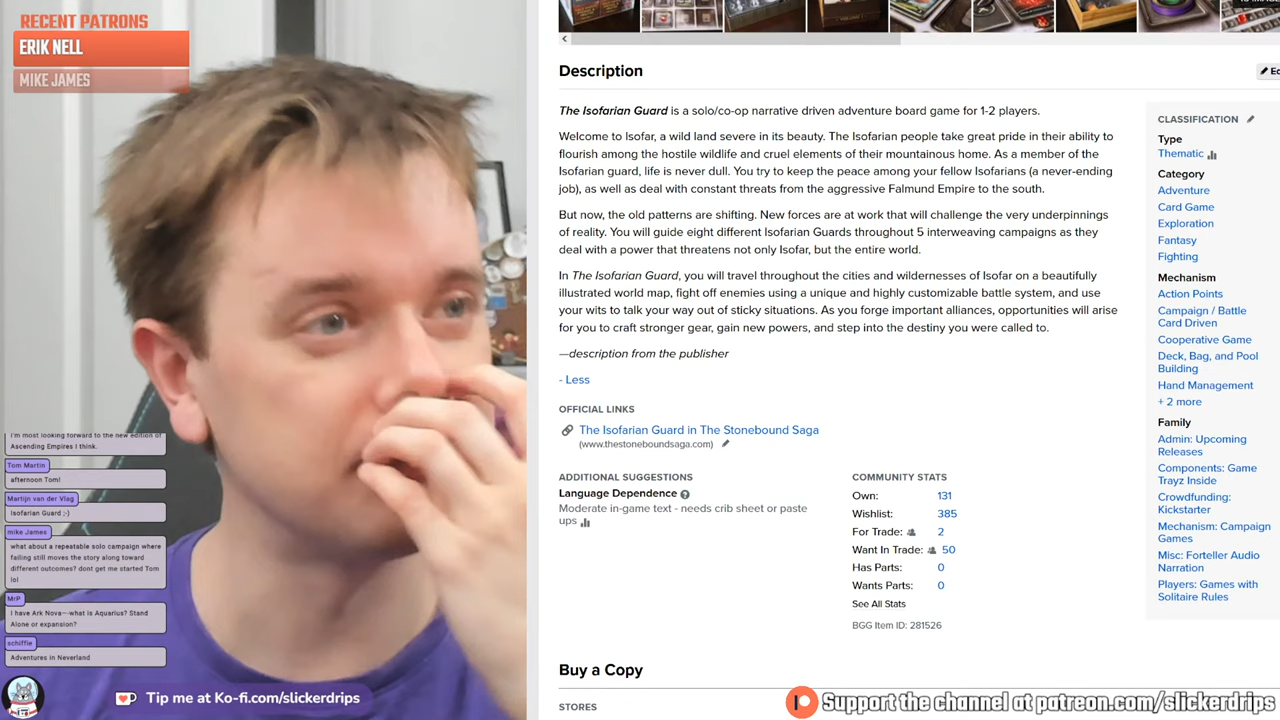 RECENT PATRONS
ERIK NELL
MIKE JAMES
I'm most looking forward to the new edition of
Ascending Empires I think.
Tom Martin
afternoon Tom!
Martijn van der Vlag
Isofarian Guard ;-)
mike James
what about a repeatable solo campaign where
failing still moves the story along toward
different outcomes? dont get me started Tom
lol
MrP
I have Ark Nova---what is Aquarius? Stand
Alone or expansion?
schiffie
Adventures in Neverland
Tip me at Ko-fi.com/slickerdrips
Description
The Isofarian Guard is a solo/co-op narrative driven adventure board game for 1-2 players.
Welcome to Isofar, a wild land severe in its beauty. The Isofarian people take great pride in their ability to
flourish among the hostile wildlife and cruel elements of their mountainous home. As a member of the
Isofarian guard, life is never dull. You try to keep the peace among your fellow Isofarians (a never-ending
job), as well as deal with constant threats from the aggressive Falmund Empire to the south.
But now, the old patterns are shifting. New forces are at work that will challenge the very underpinnings
of reality. You will guide eight different Isofarian Guards throughout 5 interweaving campaigns as they
deal with a power that threatens not only Isofar, but the entire world.
In The Isofarian Guard, you will travel throughout the cities and wildernesses of Isofar on a beautifully
illustrated world map, fight off enemies using a unique and highly customizable battle system, and use
your wits to talk your way out of sticky situations. As you forge important alliances, opportunities will arise
for you to craft stronger gear, gain new powers, and step into the destiny you were called to.
—description from the publisher
- Less
OFFICIAL LINKS
The Isofarian Guard in The Stonebound Saga
(www.thestoneboundsaga.com)
ADDITIONAL SUGGESTIONS
Language Dependence
Moderate in-game text - needs crib sheet or paste
ups
COMMUNITY STATS
Own: 131
Wishlist: 385
For Trade: 2
Want In Trade: 50
Has Parts: 0
Wants Parts: 0
See All Stats
BGG Item ID: 281526
Buy a Copy
STORES
CLASSIFICATION
Type
Thematic
Category
Adventure
Card Game
Exploration
Fantasy
Fighting
Mechanism
Action Points
Campaign / Battle
Card Driven
Cooperative Game
Deck, Bag, and Pool
Building
Hand Management
+ 2 more
Family
Admin: Upcoming
Releases
Components: Game
Trayz Inside
Crowdfunding:
Kickstarter
Mechanism: Campaign
Games
Misc: Forteller Audio
Narration
Players: Games with
Solitaire Rules
Support the channel at patreon.com/slickerdrips